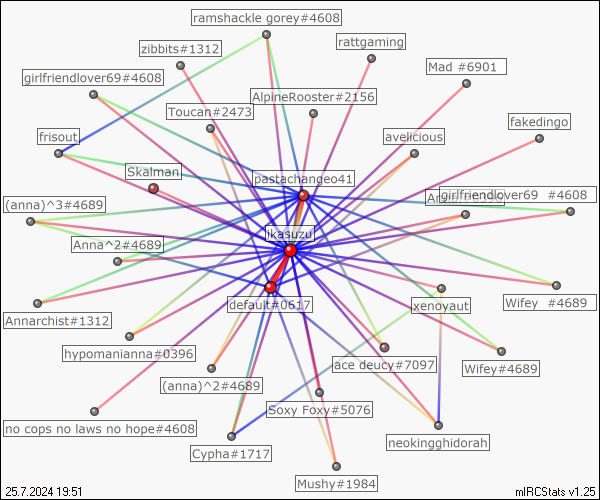 ramshackle gorey#4608
rattgaming
zibbits#1312
Mad #6901
girlfriendlover69#4608
AlpineRooster#2156
Toucan#2473
fakedingo
frisout
avelicious
Skalman
pastachangeo41
girlfriendlover69 #4608
(anna)^3#4689
ikasuzu
Anna^2#4689
Wifey #4689
default#0617
xenoyaut
Annarchist#1312
hypomanianna#0396
ace deucy#7097
Wifey#4689
(anna)^2#4689
Soxy Foxy#5076
no cops no laws no hope#4608
neokingghidorah
Cypha#1717
Mushy#1984
25.7.2024 19:51
mIRCStats v1.25